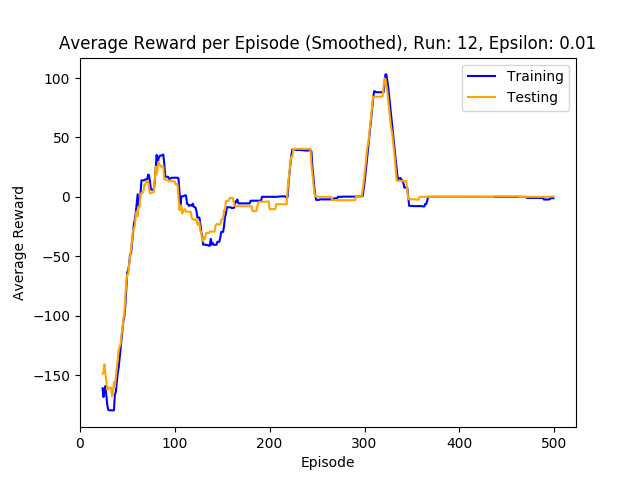 Average Reward per Episode (Smoothed), Run: 12, Epsilon: 0.01
Training
Testing
100
50
0
−50
−100
−150
Average Reward
0 100 200 300 400 500
Episode